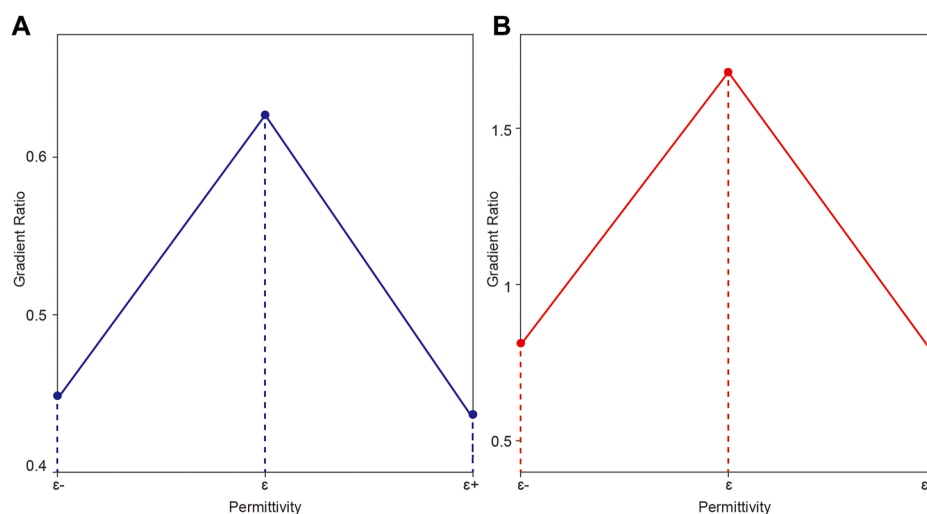 A
Gradient Ratio
0.6
0.5
0.4
ε- ε ε+
Permittivity
B
Gradient Ratio
1.5
1
0.5
ε- ε ε
Permittivity